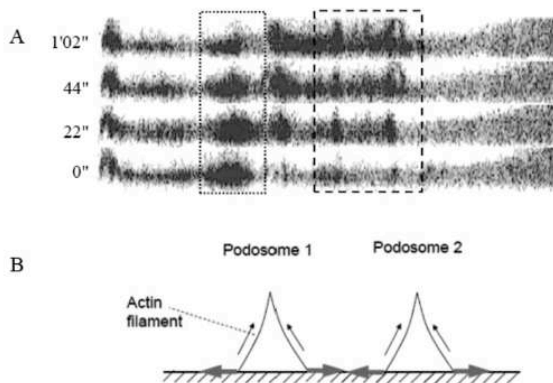 A
1'02"
44"
22"
0"
B
Podosome 1
Podosome 2
Actin
filament